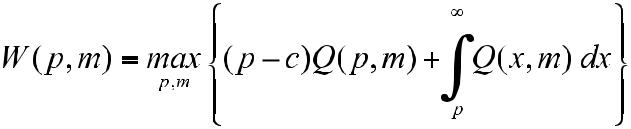 W(p,m) = max_{p,m} { (p−c)Q(p,m) + ∫_p^∞ Q(x,m) dx }